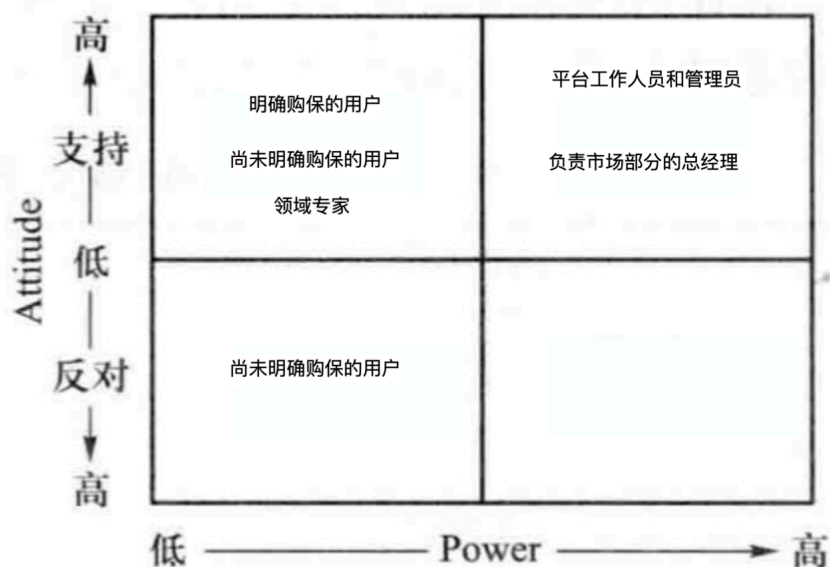 高
支持
Attitude
低
反对
高
明确购保的用户
尚未明确购保的用户
领域专家
平台工作人员和管理员
负责市场部分的总经理
尚未明确购保的用户
低
Power
高